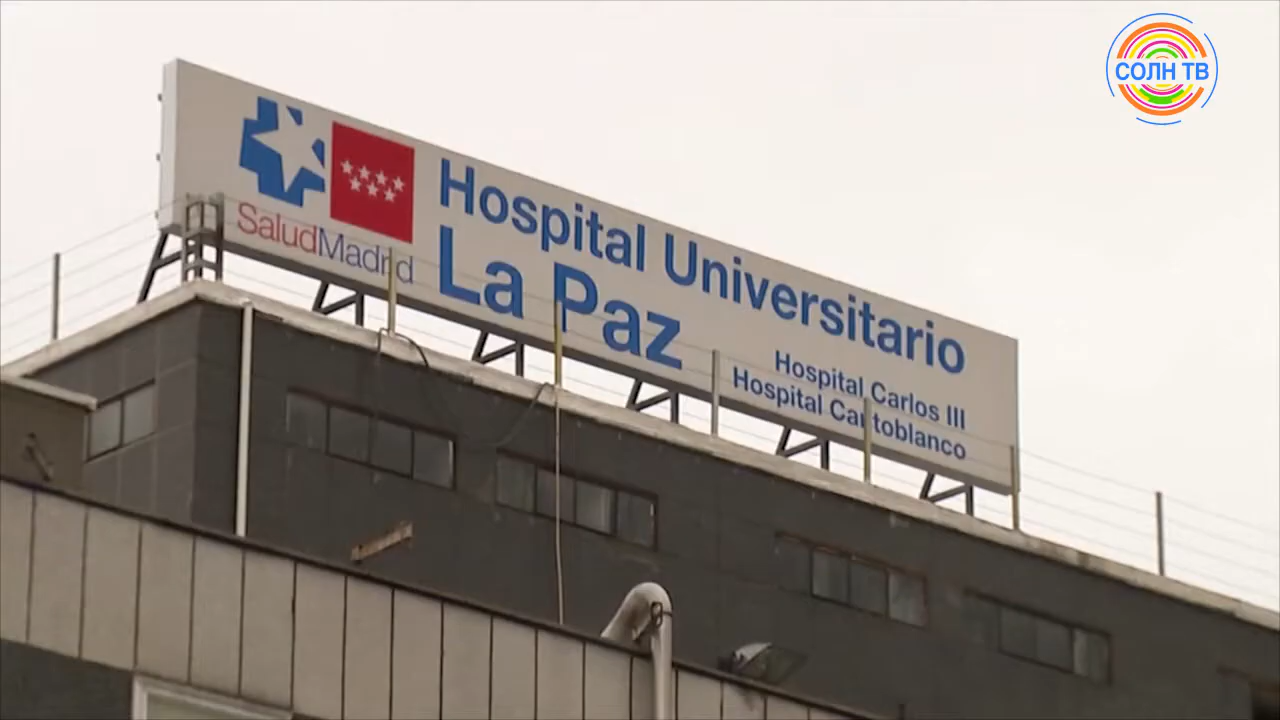 СОЛН ТВ
SaludMadrid
Hospital Universitario
La Paz
Hospital Carlos III
Hospital Cantoblanco